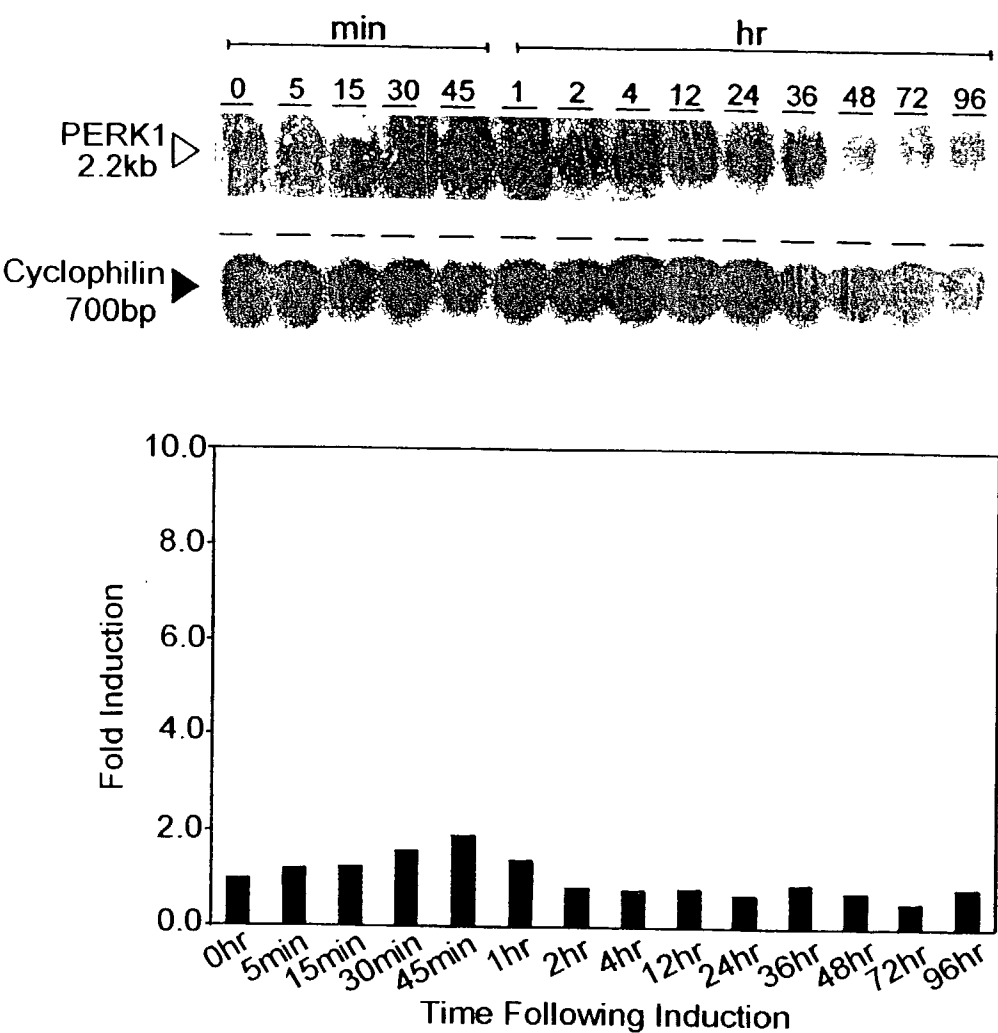 min hr
0 5 15 30 45 1 2 4 12 24 36 48 72 96
PERK1
2.2kb
Cyclophilin
700bp
10.0
8.0
6.0
4.0
2.0
0.0
Fold Induction
0hr 5min 15min 30min 45min 1hr 2hr 4hr 12hr 24hr 36hr 48hr 72hr 96hr
Time Following Induction